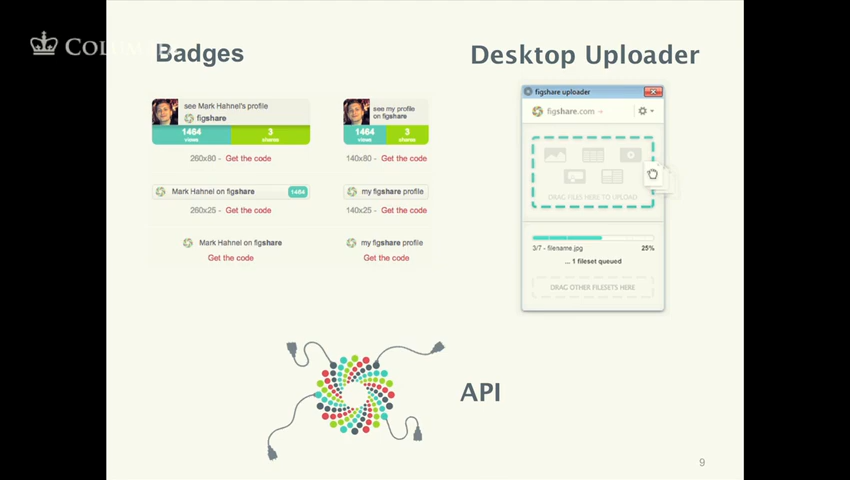 Badges
Desktop Uploader
see Mark Hahnel's profile
figshare
1464
views
3
shares
260x80 - Get the code
see my profile
on figshare
1464
views
3
shares
140x80 - Get the code
Mark Hahnel on figshare
1464
260x25 - Get the code
my figshare profile
140x25 - Get the code
Mark Hahnel on figshare
Get the code
my figshare profile
Get the code
figshare uploader
figshare.com
DRAG FILES HERE TO UPLOAD
3/7 - filename.jpg
25%
... 1 fileset queued
DRAG OTHER FILESETS HERE
API
9